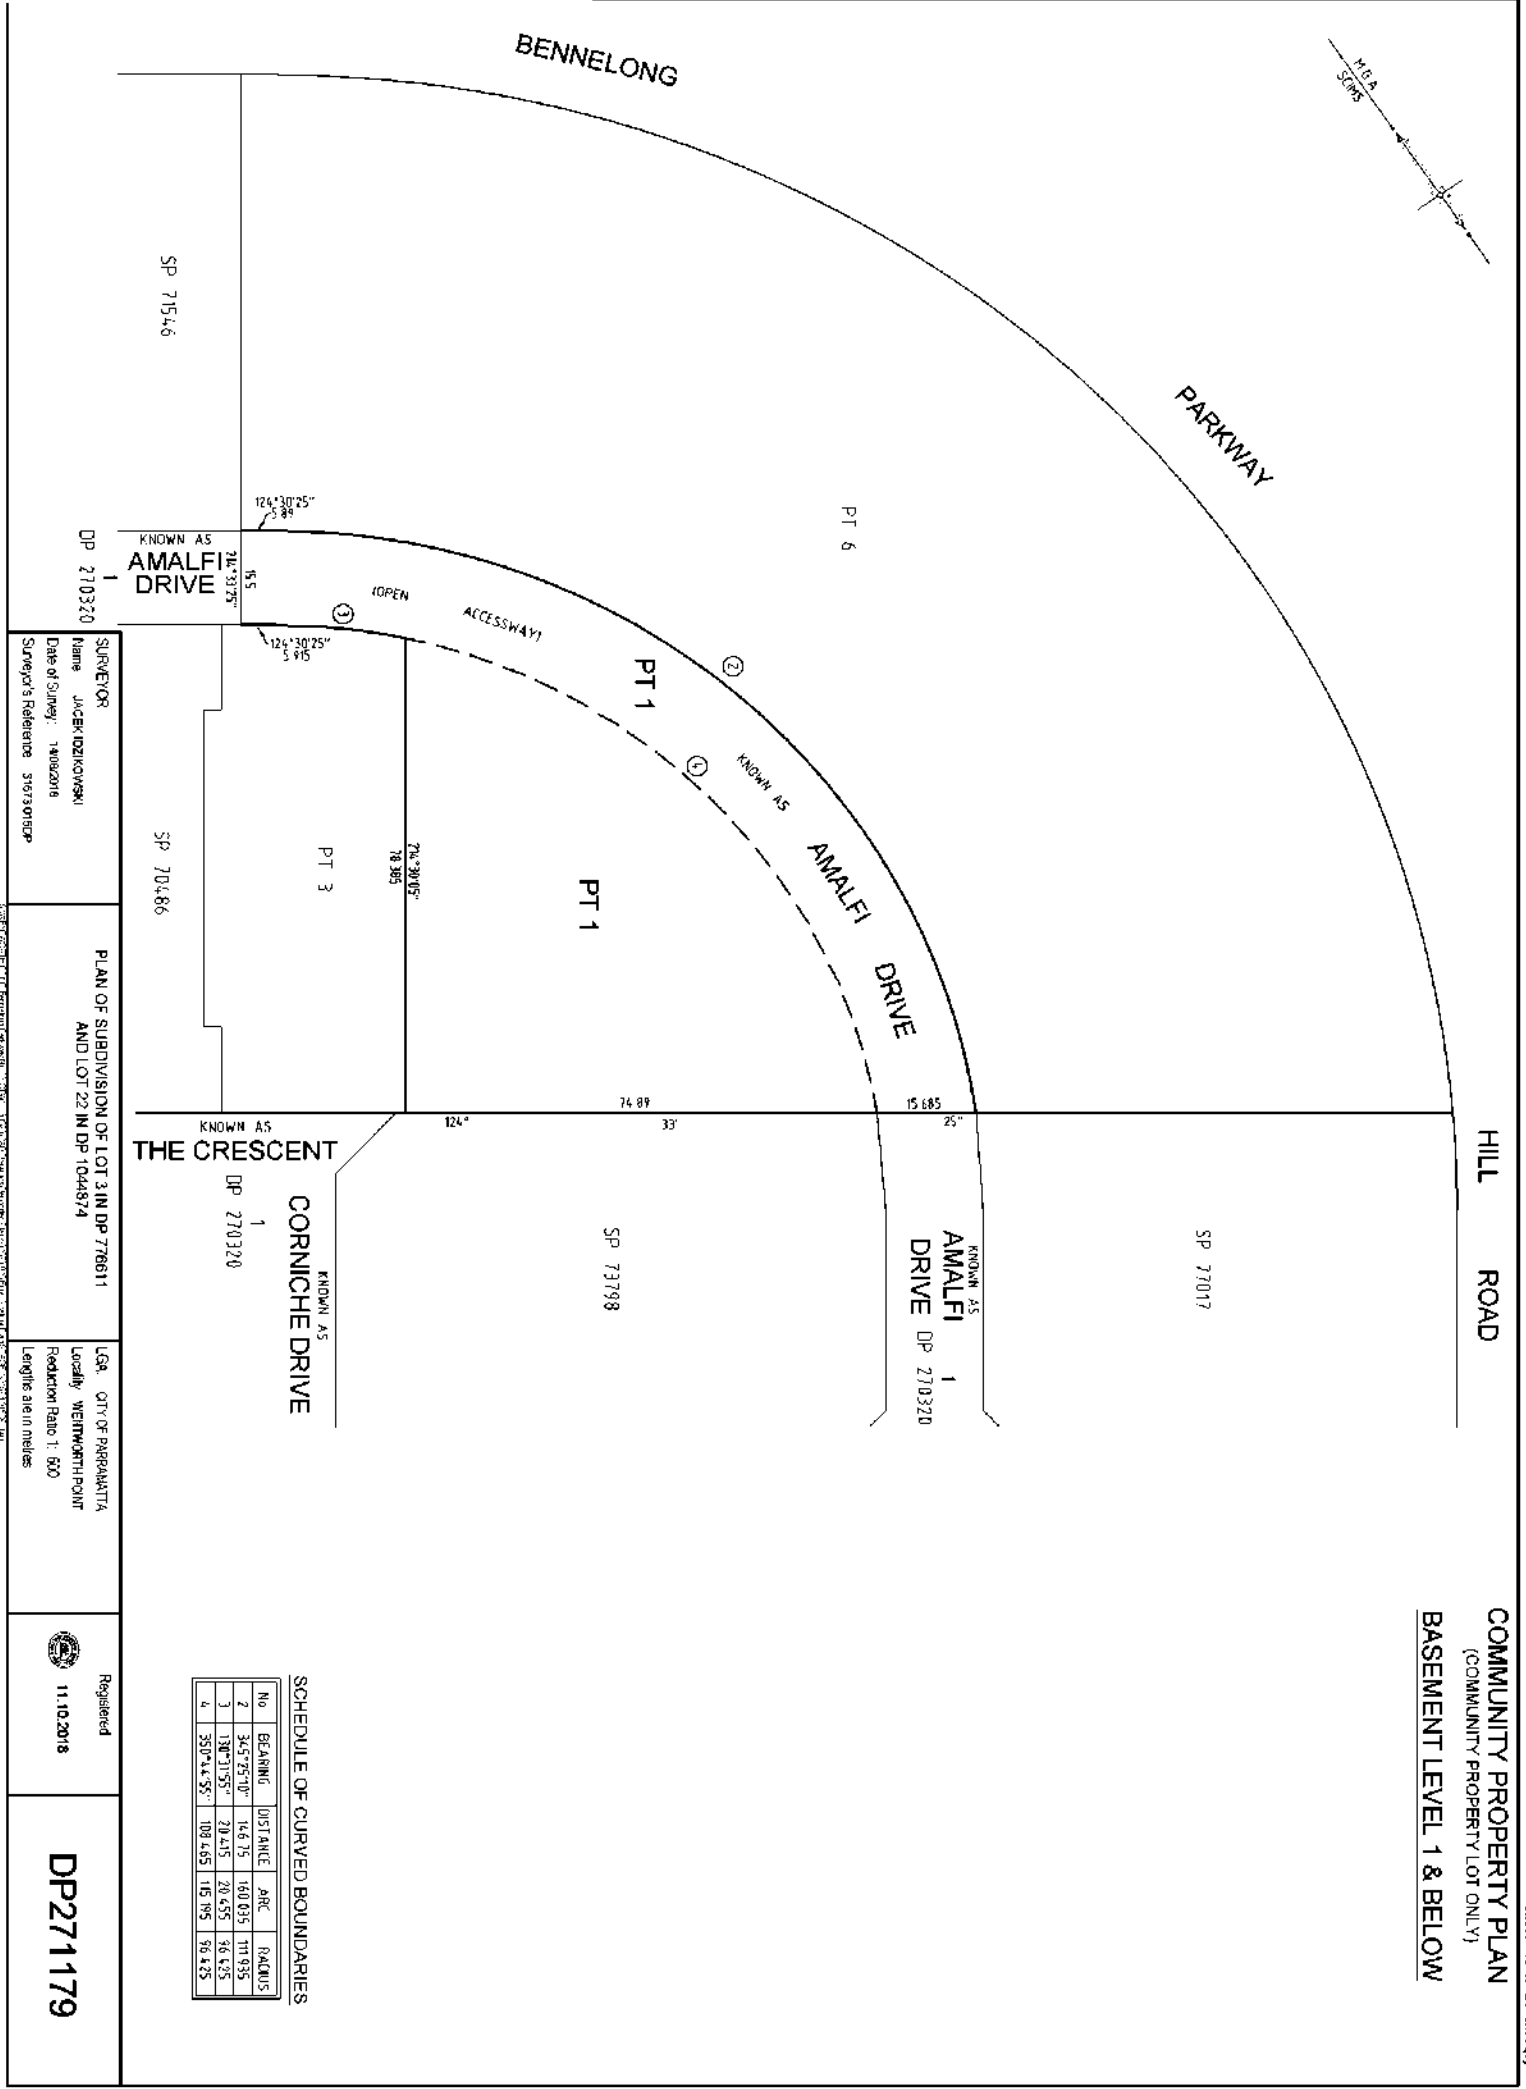 COMMUNITY PROPERTY PLAN
(COMMUNITY PROPERTY LOT ONLY)
BASEMENT LEVEL 1 & BELOW
M G A
SCIMS
BENNELONG
PARKWAY
HILL ROAD
SP 71546
PT 6
SP 77017
124°30'25"
5 89
KNOWN AS
AMALFI
DRIVE
1
DP 270320
214°33'25"
15 5
124°30'25"
5 915
(OPEN ACCESSWAY)
3
2
4
PT 1
KNOWN AS
AMALFI DRIVE
PT 1
PT 3
214°30'05"
78 385
SP 70486
124° 33' 25"
74 89
15 685
KNOWN AS
THE CRESCENT
1
DP 270320
KNOWN AS
CORNICHE DRIVE
SP 73798
KNOWN AS
AMALFI
DRIVE
1
DP 270320
SCHEDULE OF CURVED BOUNDARIES
No BEARING DISTANCE ARC RADIUS
2 345°25'10" 146 75 160 035 111 935
3 130°31'55" 20 415 20 455 96 425
4 350°44'55" 108 465 115 195 96 425
SURVEYOR
Name JACEK IDZIKOWSKI
Date of Survey: 14/08/2018
Surveyor's Reference 31673 015DP
PLAN OF SUBDIVISION OF LOT 3 IN DP 776611
AND LOT 22 IN DP 1044874
LGA. CITY OF PARRAMATTA
Locality WENTWORTH POINT
Reduction Ratio 1: 600
Lengths are in metres
Registered
11.10.2018
DP271179